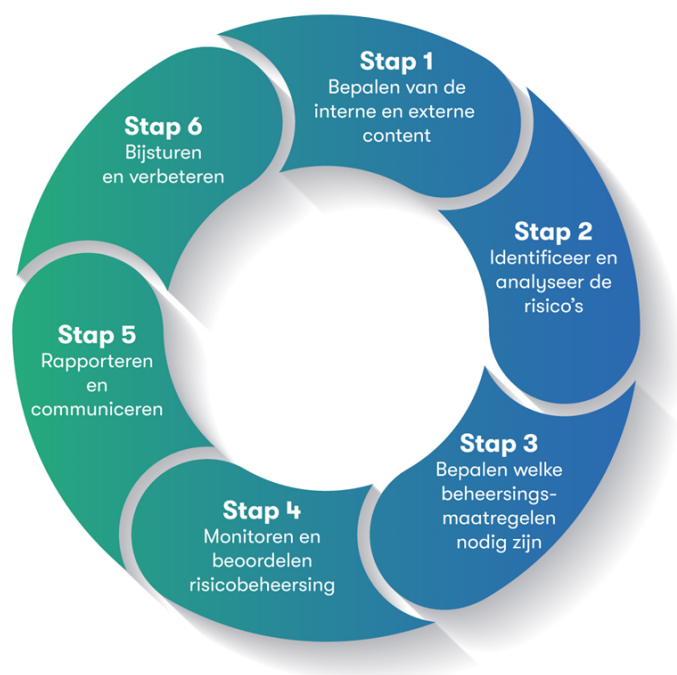 Stap 1
Bepalen van de
interne en externe
content
Stap 2
Identificeer en
analyseer de
risico's
Stap 3
Bepalen welke
beheersings-
maatregelen
nodig zijn
Stap 4
Monitoren en
beoordelen
risicobeheersing
Stap 5
Rapporteren
en
communiceren
Stap 6
Bijsturen
en verbeteren